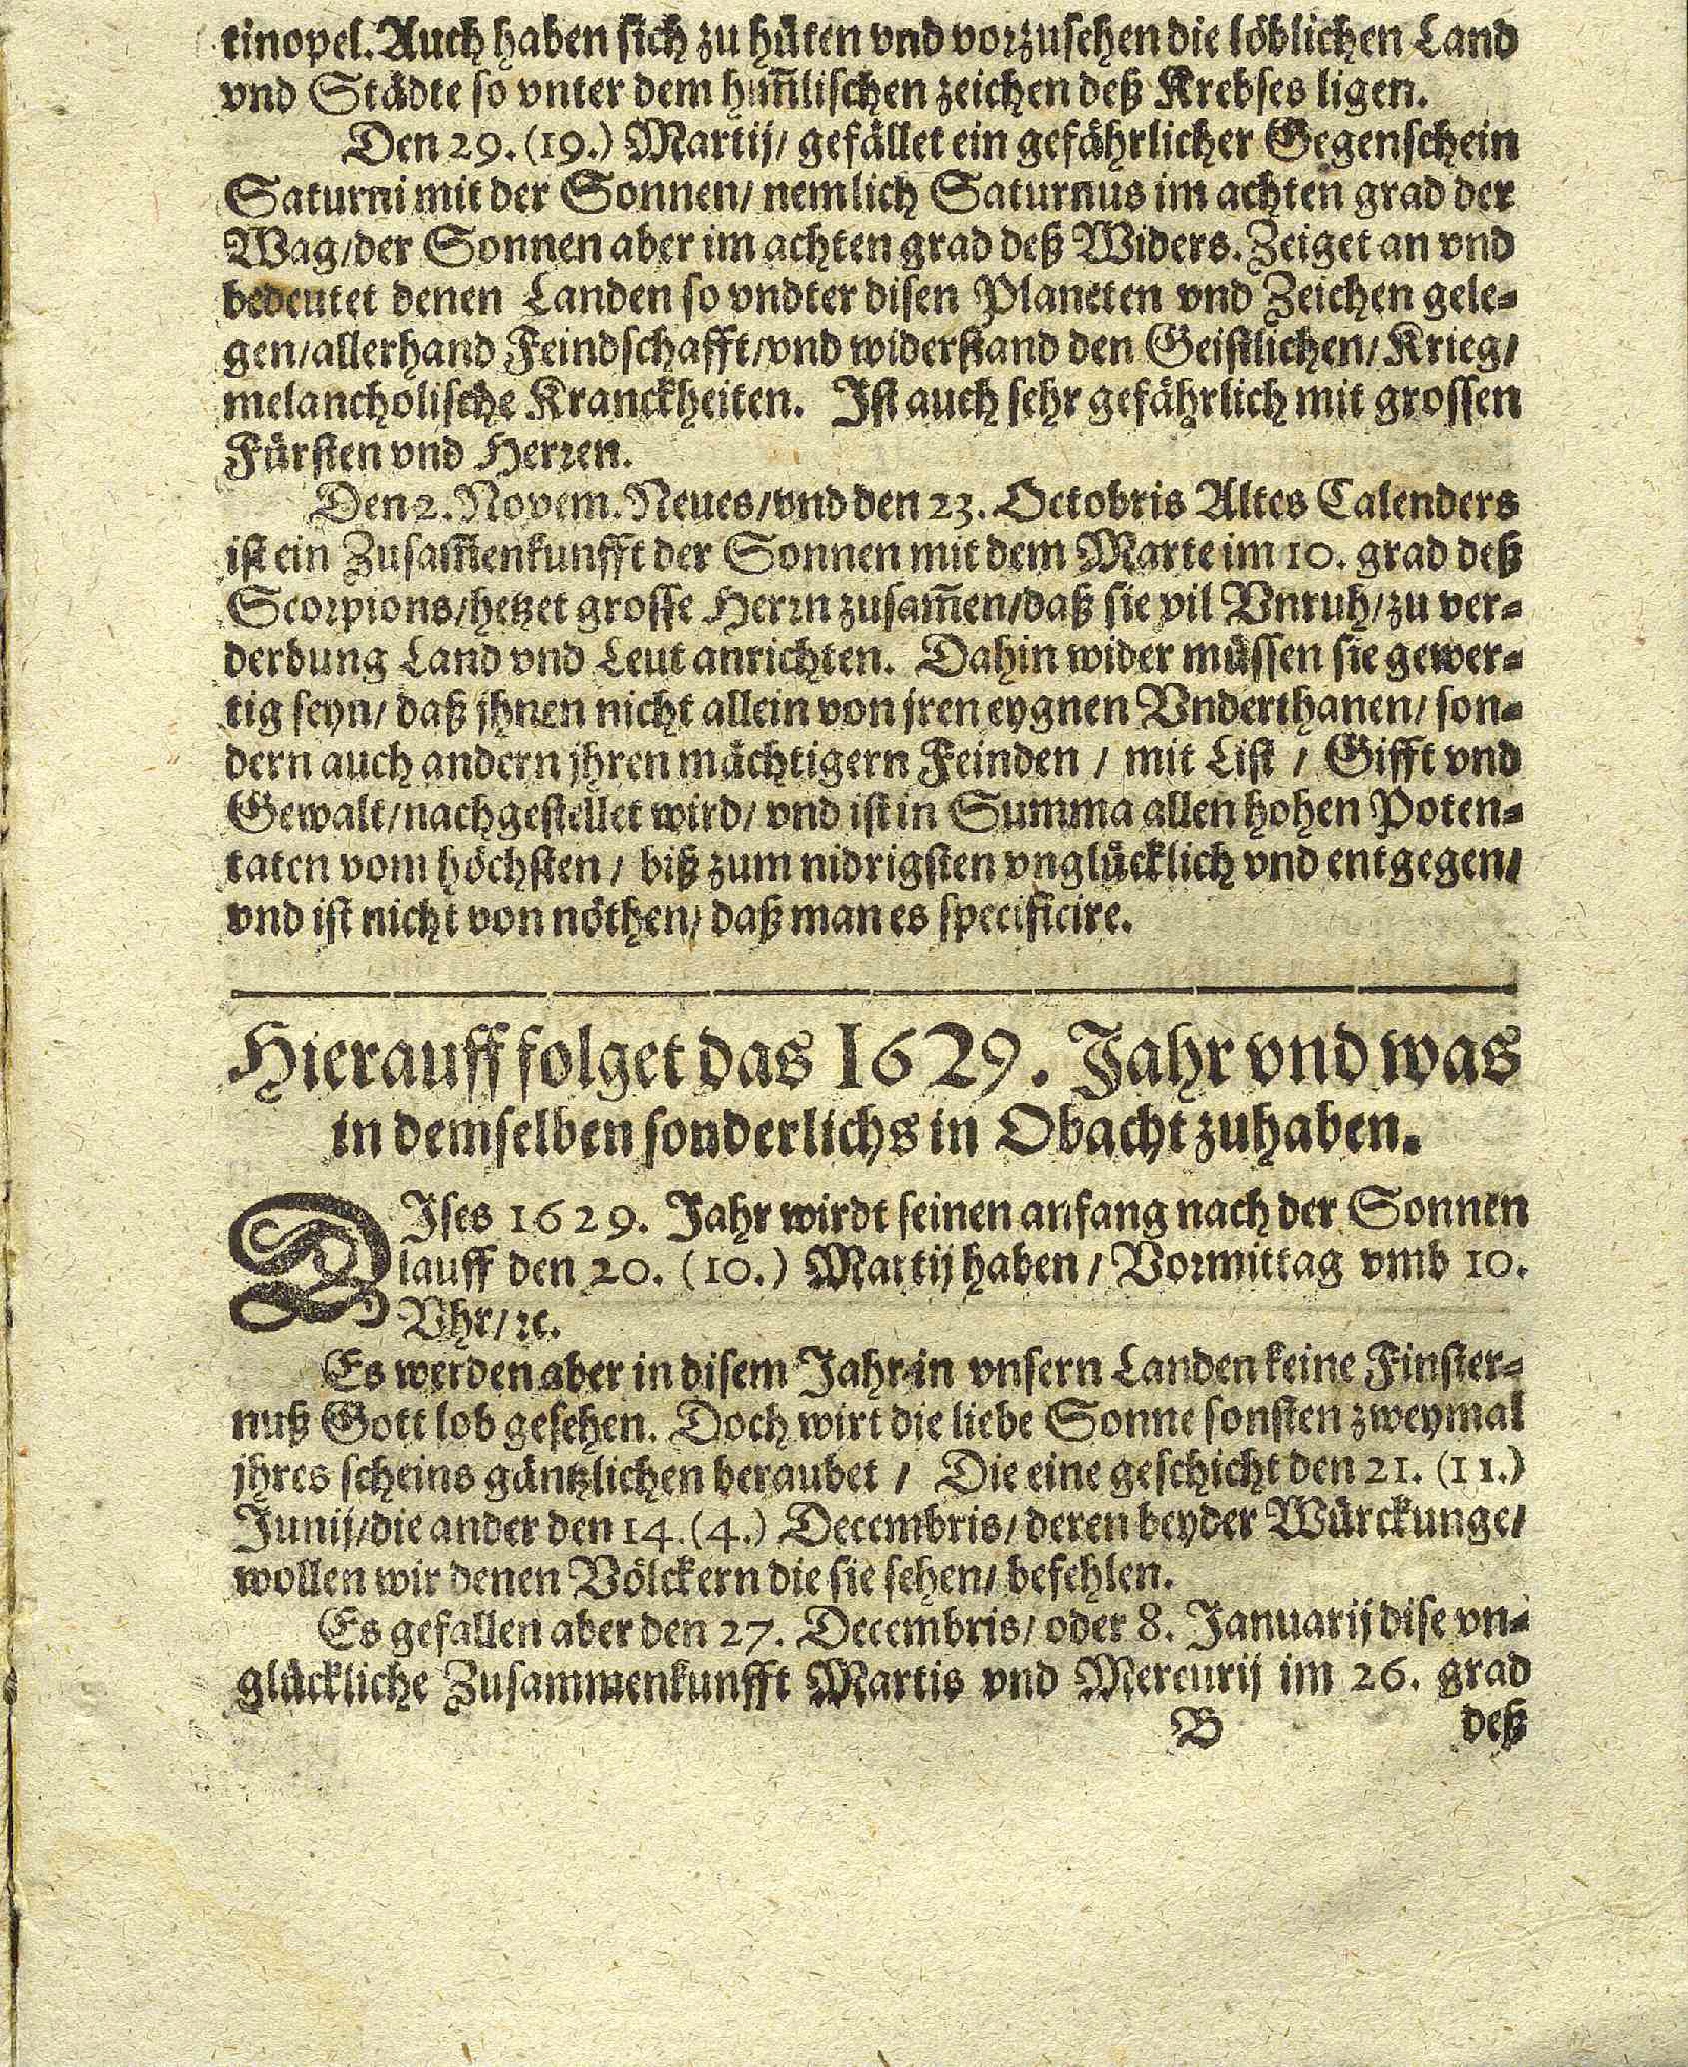 tinopel. Auch haben sich zu hüten vnd vorzusehen die löblichen Land
vnd Städte so vnter dem him̃lischen zeichen deß Krebses ligen.
Den 29. (19.) Martij/ gefället ein gefährlicher Gegenschein
Saturni mit der Sonnen/ nemlich Saturnus im achten grad der
Wag/der Sonnen aber im achten grad deß Widers. Zeiget an vnd
bedeutet denen Landen so vndter disen Planeten vnd Zeichen gele-
gen/allerhand Feindschafft/vnd widerstand den Geistlichen/ Krieg/
melancholische Kranckheiten. Ist auch sehr gefährlich mit grossen
Fürsten vnd Herren.
Den 2. Novem. Neues/vnd den 23. Octobris Altes Calenders
ist ein Zusam̃enkunfft der Sonnen mit dem Marte im 10. grad deß
Scorpions/hetzet grosse Herrn zusam̃en/daß sie vil Vnruh/zu ver-
derbung Land vnd Leut anrichten. Dahin wider müssen sie gewer-
tig seyn/ daß jhnen nicht allein von jren eygnen Vnderthanen/ son-
dern auch andern jhren mächtigern Feinden / mit List / Gifft vnd
Gewalt/nachgestellet wird/ vnd ist in Summa allen hohen Poten-
taten vom höchsten / biß zum nidrigsten vnglücklich vnd entgegen/
vnd ist nicht von nöthen/ daß man es specificire.
Hierauff folget das 1629. Jahr vnd was
in demselben sonderlichs in Obacht zuhaben.
DIses 1629. Jahr wirdt seinen anfang nach der Sonnen
lauff den 20. (10.) Martij haben / Vormittag vmb 10.
Vhr/ ꝛc.
Es werden aber in disem Jahr in vnsern Landen keine Finster-
nuß Gott lob gesehen. Doch wirt die liebe Sonne sonsten zweymal
jhres scheins gäntzlichen beraubet / Die eine geschicht den 21. (11.)
Junij/die ander den 14. (4.) Decembris/ deren beyder Würckunge/
wollen wir denen Völckern die sie sehen/ befehlen.
Es gefallen aber den 27. Decembris/ oder 8. Januarij dise vn-
glückliche Zusammenkunfft Martis vnd Mercurij im 26. grad
B deß